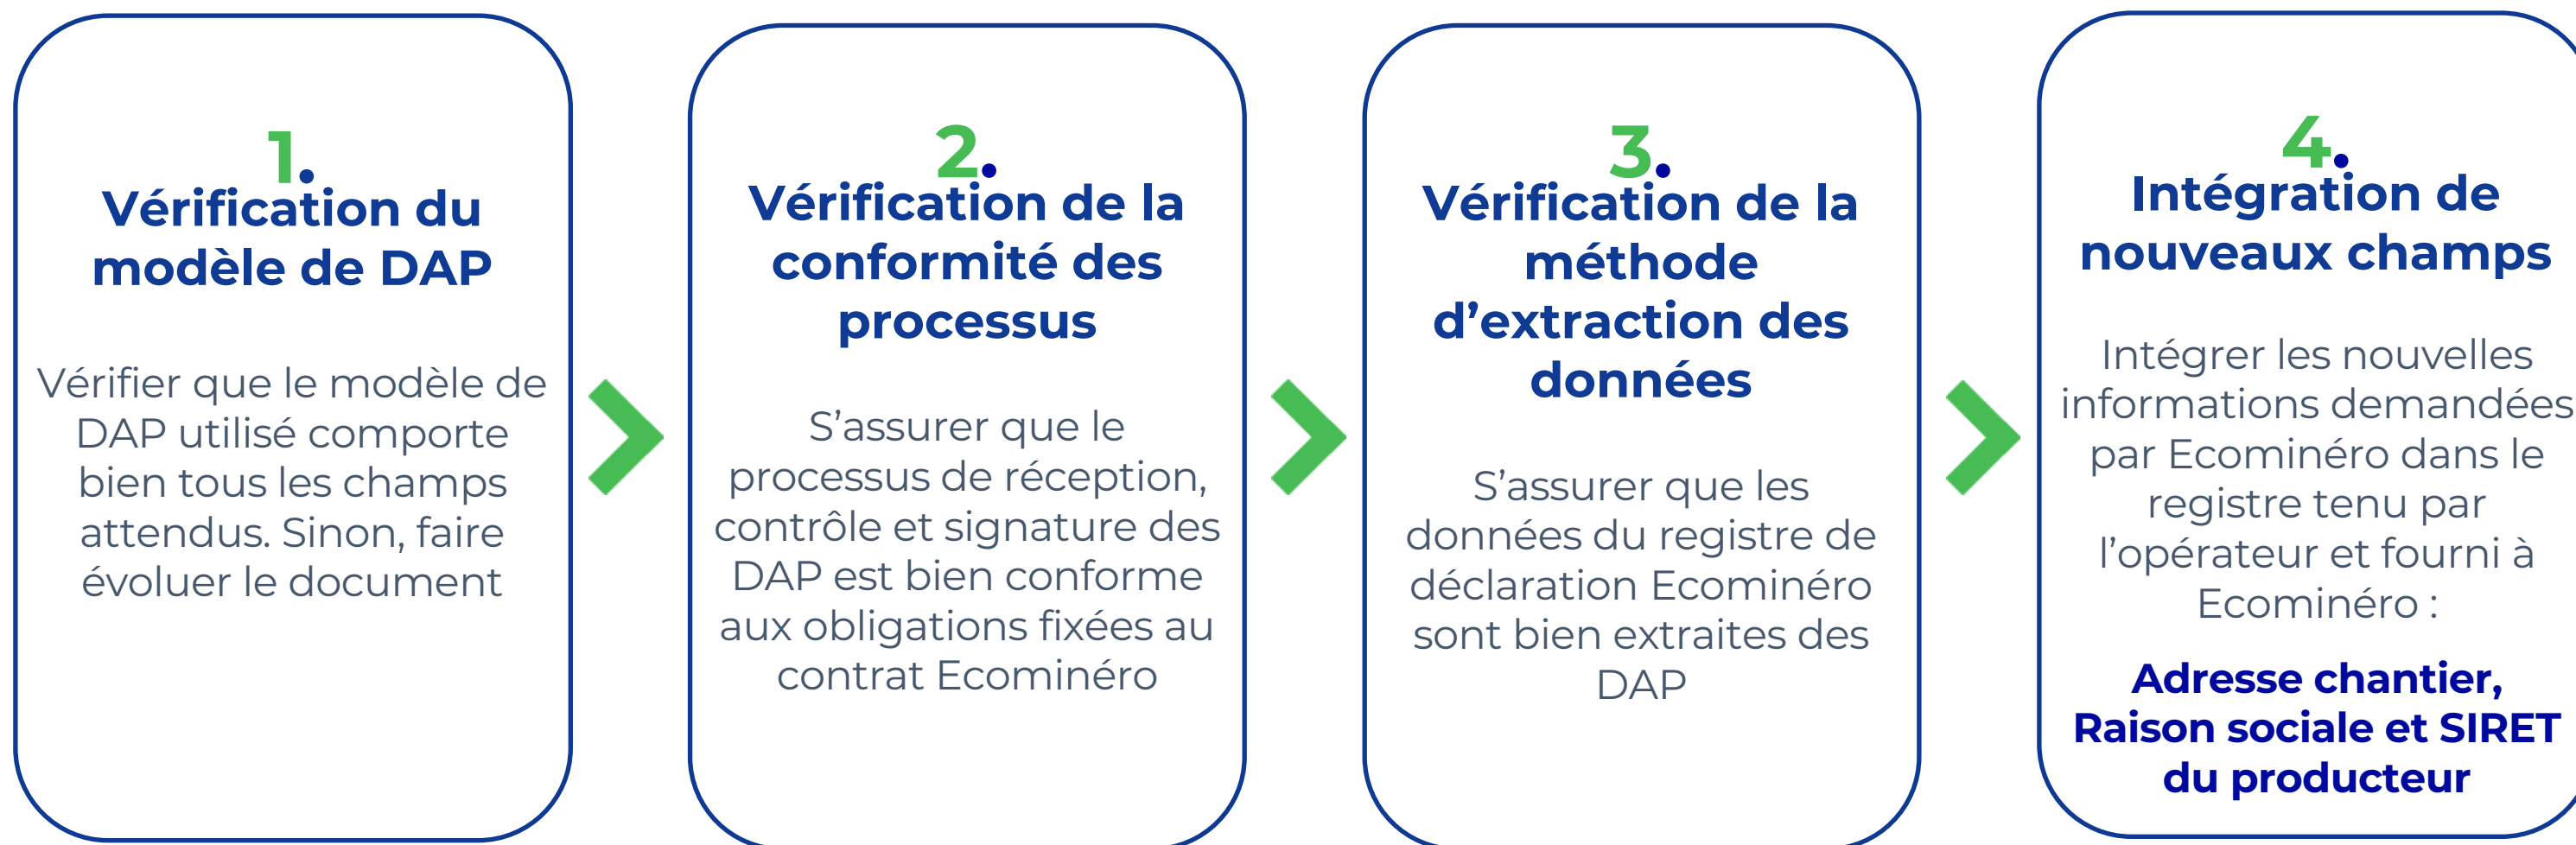 1.
Vérification du
modèle de DAP
Vérifier que le modèle de
DAP utilisé comporte
bien tous les champs
attendus. Sinon, faire
évoluer le document
2.
Vérification de la
conformité des
processus
S’assurer que le
processus de réception,
contrôle et signature des
DAP est bien conforme
aux obligations fixées au
contrat Ecominéro
3.
Vérification de la
méthode
d’extraction des
données
S’assurer que les
données du registre de
déclaration Ecominéro
sont bien extraites des
DAP
4.
Intégration de
nouveaux champs
Intégrer les nouvelles
informations demandées
par Ecominéro dans le
registre tenu par
l’opérateur et fourni à
Ecominéro :
Adresse chantier,
Raison sociale et SIRET
du producteur